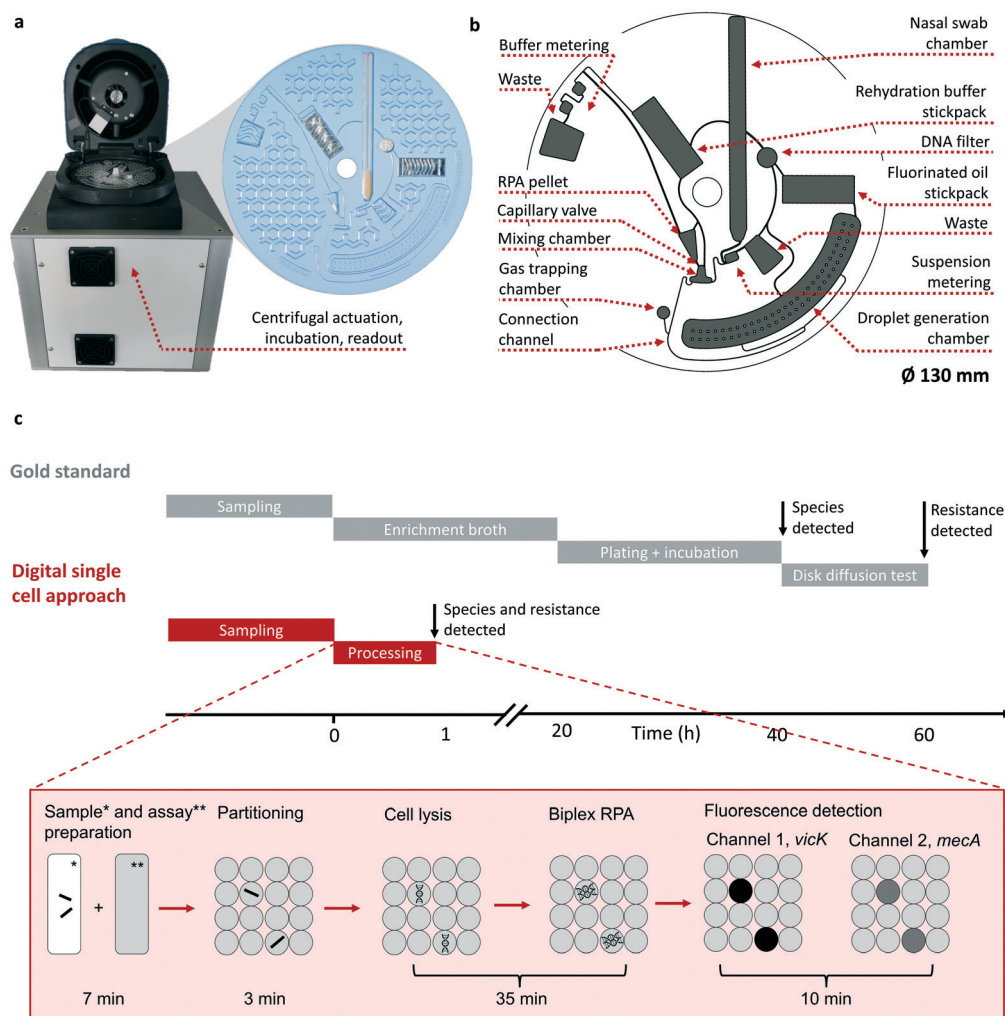 a
Centrifugal actuation,
incubation, readout
b
Buffer metering
Waste
RPA pellet
Capillary valve
Mixing chamber
Gas trapping
chamber
Connection
channel
Nasal swab
chamber
Rehydration buffer
stickpack
DNA filter
Fluorinated oil
stickpack
Waste
Suspension
metering
Droplet generation
chamber
Ø 130 mm
c
Gold standard
Sampling
Enrichment broth
Plating + incubation
Disk diffusion test
Species
detected
Resistance
detected
Digital single
cell approach
Sampling
Processing
Species and resistance
detected
0
1
20
Time (h)
40
60
Sample* and assay**
preparation
*
+
**
7 min
Partitioning
3 min
Cell lysis
Biplex RPA
35 min
Fluorescence detection
Channel 1, vicK
Channel 2, mecA
10 min